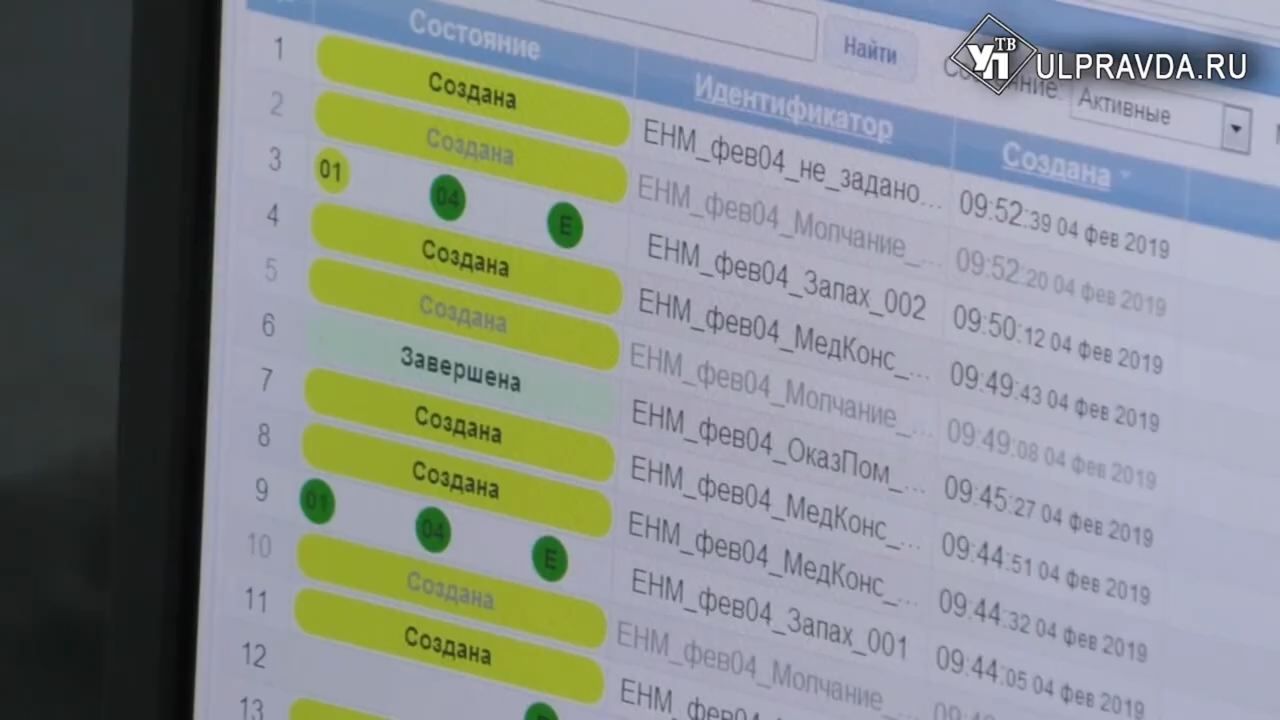 ТВ УП ULPRAVDA.RU
Найти
Активные
Состояние Идентификатор Создана
1 Создана ЕНМ_фев04_не_задано... 09:52:39 04 фев 2019
2 Создана ЕНМ_фев04_Молчание_... 09:52:20 04 фев 2019
3 01 04 E ЕНМ_фев04_Запах_002 09:50:12 04 фев 2019
4 Создана ЕНМ_фев04_МедКонс_... 09:49:43 04 фев 2019
5 Создана ЕНМ_фев04_Молчание_... 09:49:08 04 фев 2019
6 Завершена ЕНМ_фев04_ОказПом_... 09:45:27 04 фев 2019
7 Создана ЕНМ_фев04_МедКонс_... 09:44:51 04 фев 2019
8 Создана ЕНМ_фев04_МедКонс_... 09:44:32 04 фев 2019
9 01 04 E ЕНМ_фев04_Запах_001 09:44:05 04 фев 2019
10 Создана ЕНМ_фев04_Молчание_...
11 Создана
12
13